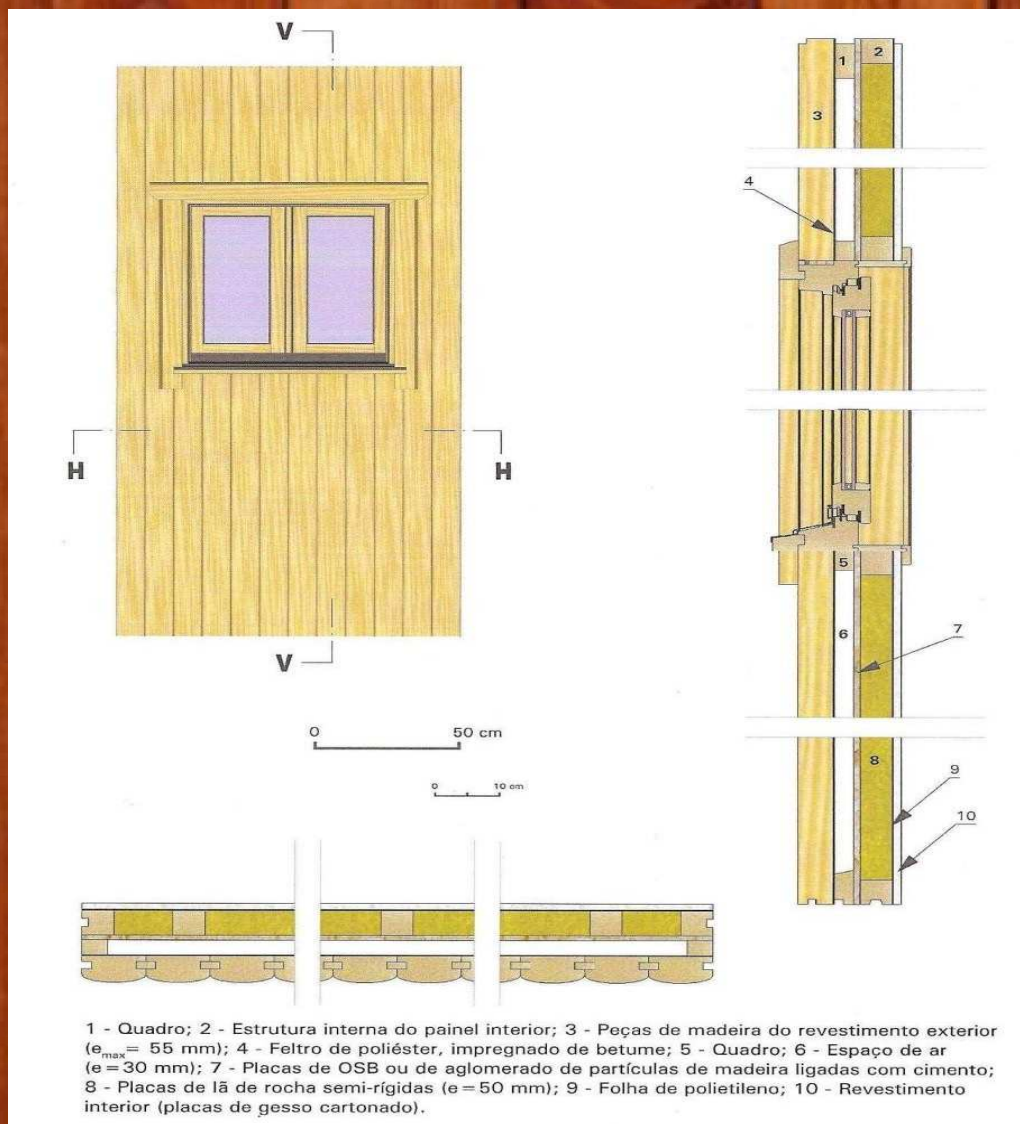 V
1
2
3
4
H
H
5
6
7
V
0
50 cm
0
10 cm
8
9
10
1 - Quadro; 2 - Estrutura interna do painel interior; 3 - Peças de madeira do revestimento exterior
(emax= 55 mm); 4 - Feltro de poliéster, impregnado de betume; 5 - Quadro; 6 - Espaço de ar
(e=30 mm); 7 - Placas de OSB ou de aglomerado de partículas de madeira ligadas com cimento;
8 - Placas de lã de rocha semi-rígidas (e=50 mm); 9 - Folha de polietileno; 10 - Revestimento
interior (placas de gesso cartonado).